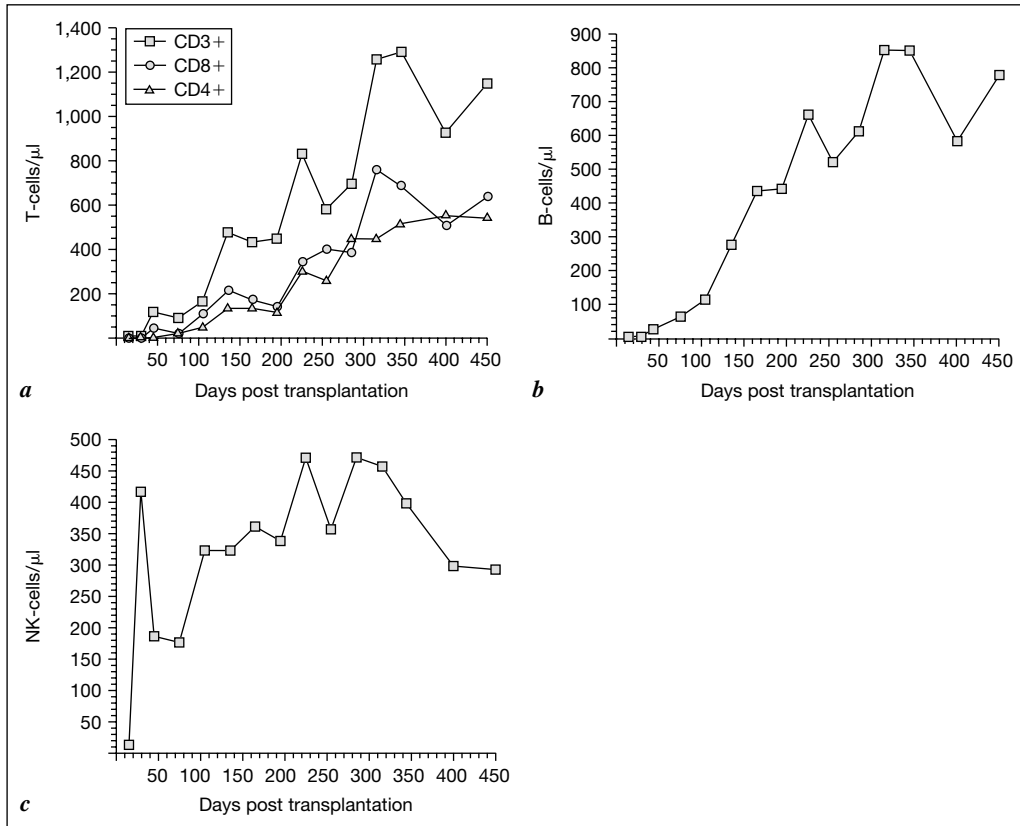 1,400
1,200
1,000
800
600
400
200
T-cells/μl
CD3+
CD8+
CD4+
50 100 150 200 250 300 350 400 450
Days post transplantation
a
900
800
700
600
500
400
300
200
100
B-cells/μl
50 100 150 200 250 300 350 400 450
Days post transplantation
b
500
450
400
350
300
250
200
150
100
50
NK-cells/μl
50 100 150 200 250 300 350 400 450
Days post transplantation
c